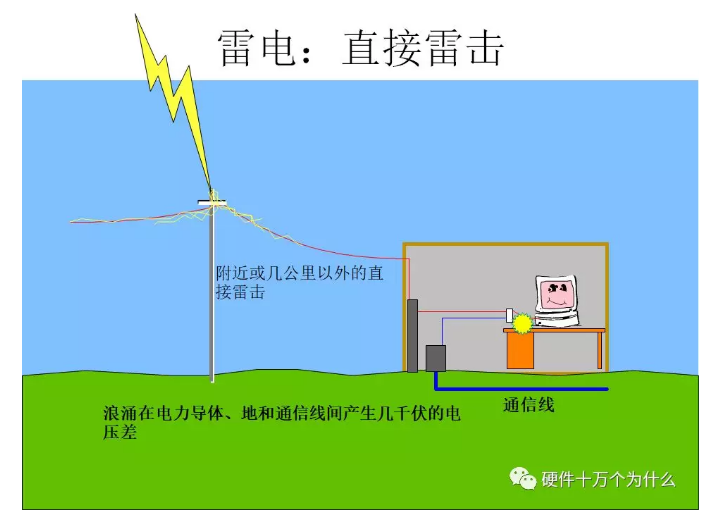 雷电：直接雷击
附近或几公里以外的直
接雷击
通信线
浪涌在电力导体、地和通信线间产生几千伏的电
压差
硬件十万个为什么